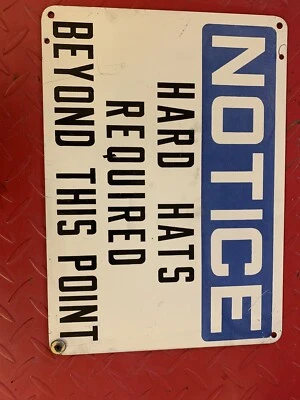 NOTICE
HARD HATS
REQUIRED
BEYOND THIS POINT